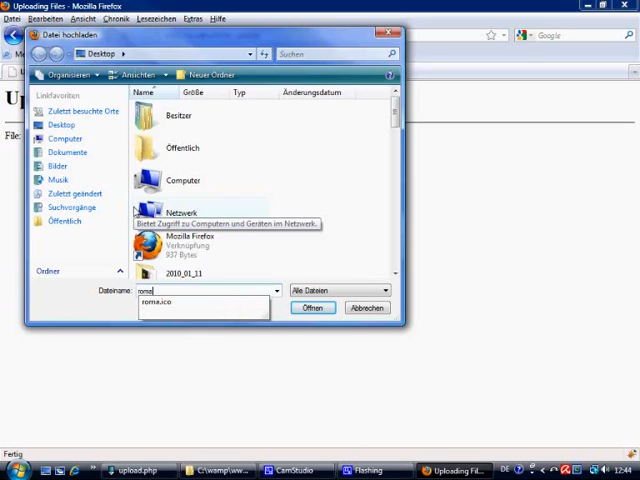 Uploading Files - Mozilla Firefox
Datei Bearbeiten Ansicht Chronik Lesezeichen Extras Hilfe
Google
Datei hochladen
Desktop
Suchen
Organisieren Ansichten Neuer Ordner
Linkfavoriten
Zuletzt besuchte Orte
Desktop
Computer
Dokumente
Bilder
Musik
Zuletzt geändert
Suchvorgänge
Öffentlich
Ordner
Name Größe Typ Änderungsdatum
Besitzer
Öffentlich
Computer
Netzwerk
Bietet Zugriff zu Computern und Geräten im Netzwerk.
Mozilla Firefox
Verknüpfung
937 Bytes
2010_01_11
Dateiname: roma
Alle Dateien
roma.ico
Öffnen Abbrechen
File:
Fertig
upload.php
C:\wamp\ww...
CamStudio
Flashing
Uploading Fil...
DE
12:44